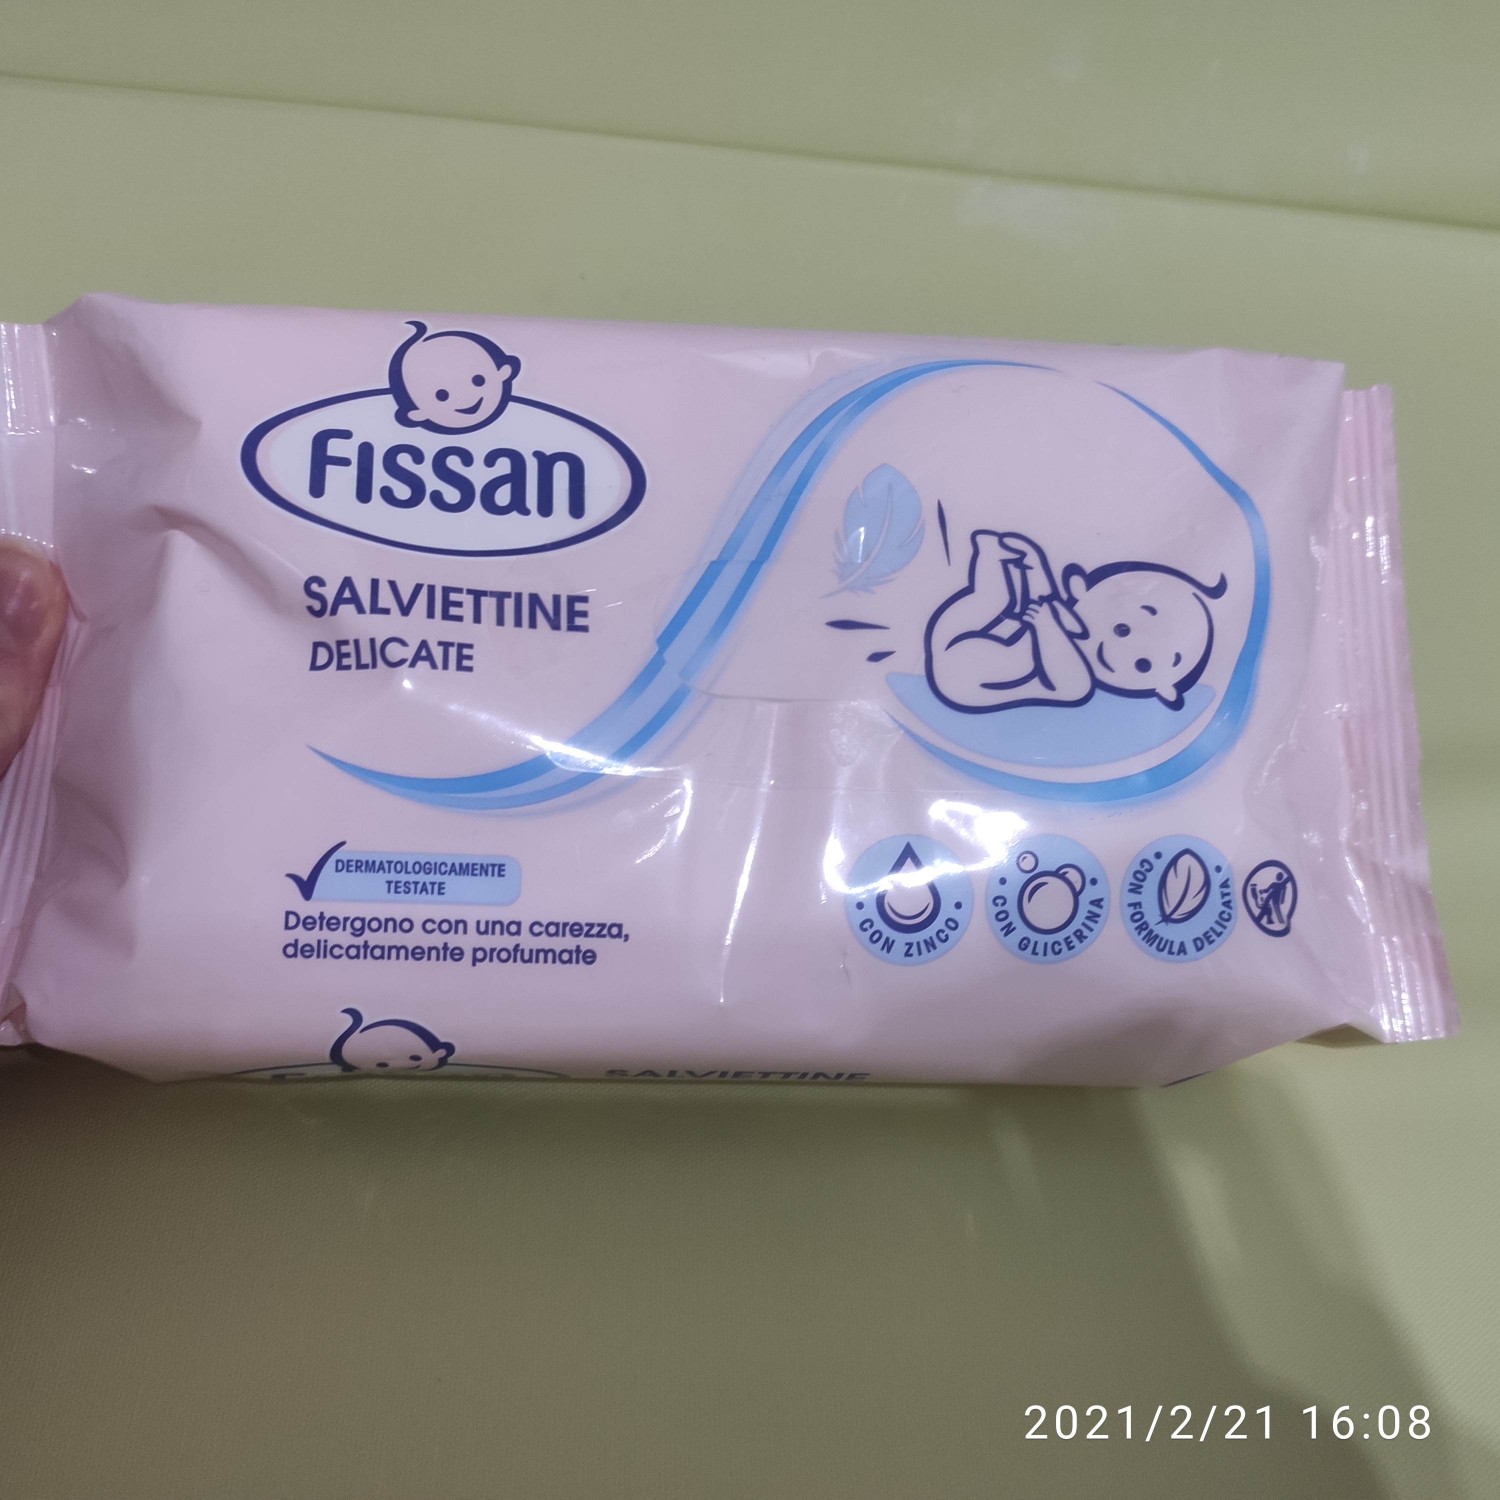 Fissan
SALVIETTINE
DELICATE
DERMATOLOGICAMENTE
TESTATE
Detergono con una carezza,
delicatamente profumate
• CON ZINCO •
• CON GLICERINA •
• CON FORMULA DELICATA •
SALVIETTINE
2021/2/21 16:08